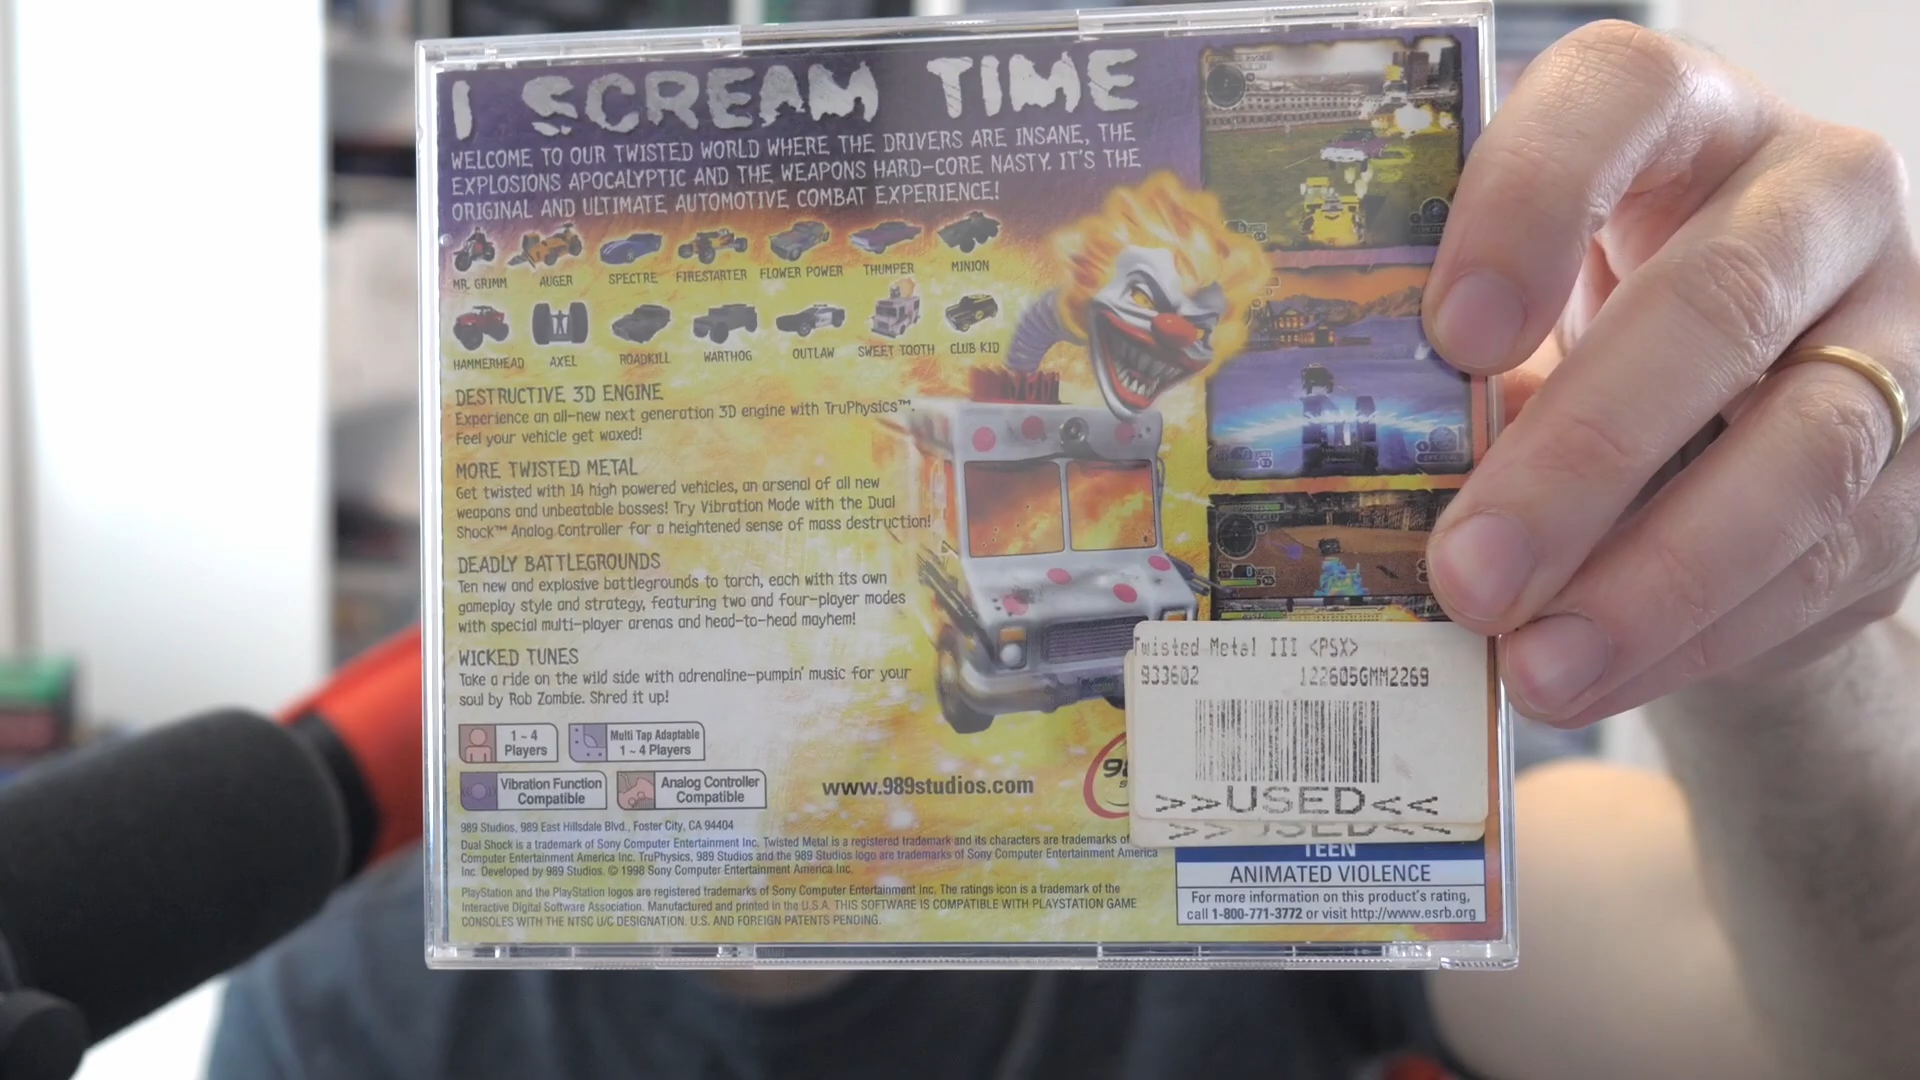 I SCREAM TIME
WELCOME TO OUR TWISTED WORLD WHERE THE DRIVERS ARE INSANE, THE
EXPLOSIONS APOCALYPTIC AND THE WEAPONS HARD-CORE NASTY. IT'S THE
ORIGINAL AND ULTIMATE AUTOMOTIVE COMBAT EXPERIENCE!
MR. GRIMM AUGER SPECTRE FIRESTARTER FLOWER POWER THUMPER MINION
HAMMERHEAD AXEL ROADKILL WARTHOG OUTLAW SWEET TOOTH CLUB KID
DESTRUCTIVE 3D ENGINE
Experience an all-new next generation 3D engine with TruPhysics™.
Feel your vehicle get waxed!
MORE TWISTED METAL
Get twisted with 14 high powered vehicles, an arsenal of all new
weapons and unbeatable bosses! Try Vibration Mode with the Dual
Shock™ Analog Controller for a heightened sense of mass destruction!
DEADLY BATTLEGROUNDS
Ten new and explosive battlegrounds to torch, each with its own
gameplay style and strategy, featuring two and four-player modes
with special multi-player arenas and head-to-head mayhem!
WICKED TUNES
Take a ride on the wild side with adrenaline-pumpin' music for your
soul by Rob Zombie. Shred it up!
1 ~ 4
Players
Multi Tap Adaptable
1 ~ 4 Players
Vibration Function
Compatible
Analog Controller
Compatible
www.989studios.com
989 Studios, 989 East Hillsdale Blvd., Foster City, CA 94404
Dual Shock is a trademark of Sony Computer Entertainment Inc. Twisted Metal is a registered trademark and its characters are trademarks of
Computer Entertainment America Inc. TruPhysics, 989 Studios and the 989 Studios logo are trademarks of Sony Computer Entertainment America
Inc. Developed by 989 Studios. © 1998 Sony Computer Entertainment America Inc.
PlayStation and the PlayStation logos are registered trademarks of Sony Computer Entertainment Inc. The ratings icon is a trademark of the
Interactive Digital Software Association. Manufactured and printed in the U.S.A. THIS SOFTWARE IS COMPATIBLE WITH PLAYSTATION GAME
CONSOLES WITH THE NTSC U/C DESIGNATION. U.S. AND FOREIGN PATENTS PENDING.
Twisted Metal III <PSX>
933602 122605GMM2269
>>USED<<
>> USED<<
TEEN
ANIMATED VIOLENCE
For more information on this product's rating,
call 1-800-771-3772 or visit http://www.esrb.org